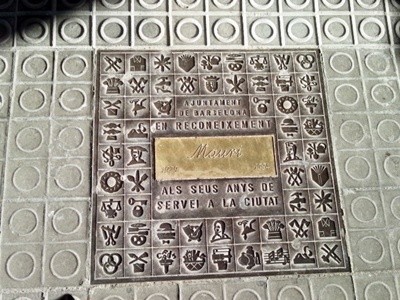 AJUNTAMENT
DE BARCELONA
EN RECONEIXEMENT
Mauri
ALS SEUS ANYS DE
SERVEI A LA CIUTAT